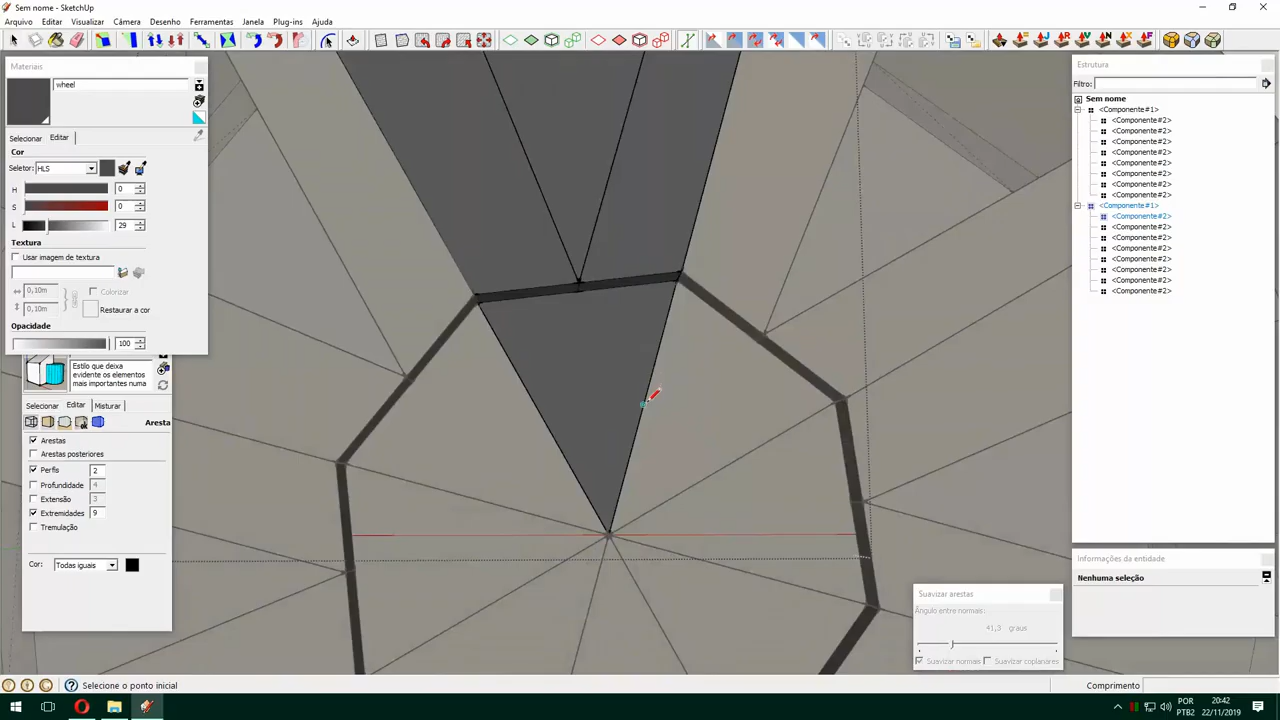 Sem nome - SketchUp
Arquivo Editar Visualizar Câmera Desenho Ferramentas Janela Plug-ins Ajuda
Materiais
wheel
Selecionar Editar
Cor
Seletor: HLS
H 0
S 0
L 29
Textura
Usar imagem de textura
0,10m Colorizar
0,10m Restaurar a cor
Opacidade
100
Estilo que deixa
evidente os elementos
mais importantes numa
Selecionar Editar Misturar
Aresta
Arestas
Arestas posteriores
Perfis 2
Profundidade 4
Extensão 3
Extremidades 9
Tremulação
Cor: Todas iguais
Estrutura
Filtro:
Sem nome
<Componente#1>
<Componente#2>
<Componente#2>
<Componente#2>
<Componente#2>
<Componente#2>
<Componente#2>
<Componente#2>
<Componente#2>
<Componente#1>
<Componente#2>
<Componente#2>
<Componente#2>
<Componente#2>
<Componente#2>
<Componente#2>
<Componente#2>
<Componente#2>
Informações da entidade
Nenhuma seleção
Suavizar arestas
Ângulo entre normais:
41,3 graus
Suavizar normais Suavizar coplanares
Selecione o ponto inicial
Comprimento
POR
PTB2
20:42
22/11/2019